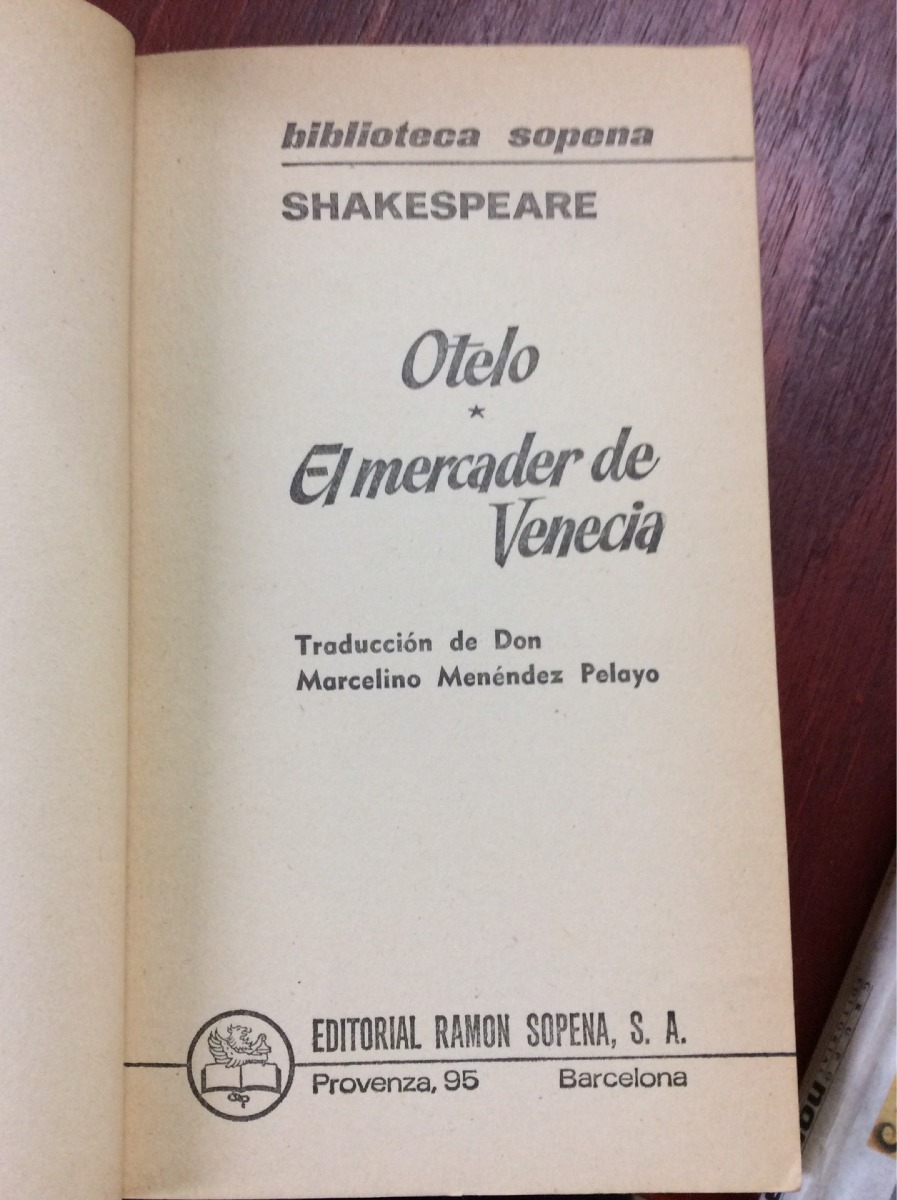 biblioteca sopena
SHAKESPEARE
Otelo
★
El mercader de
Venecia
Traducción de Don
Marcelino Menéndez Pelayo
EDITORIAL RAMON SOPENA, S. A.
Provenza, 95 Barcelona